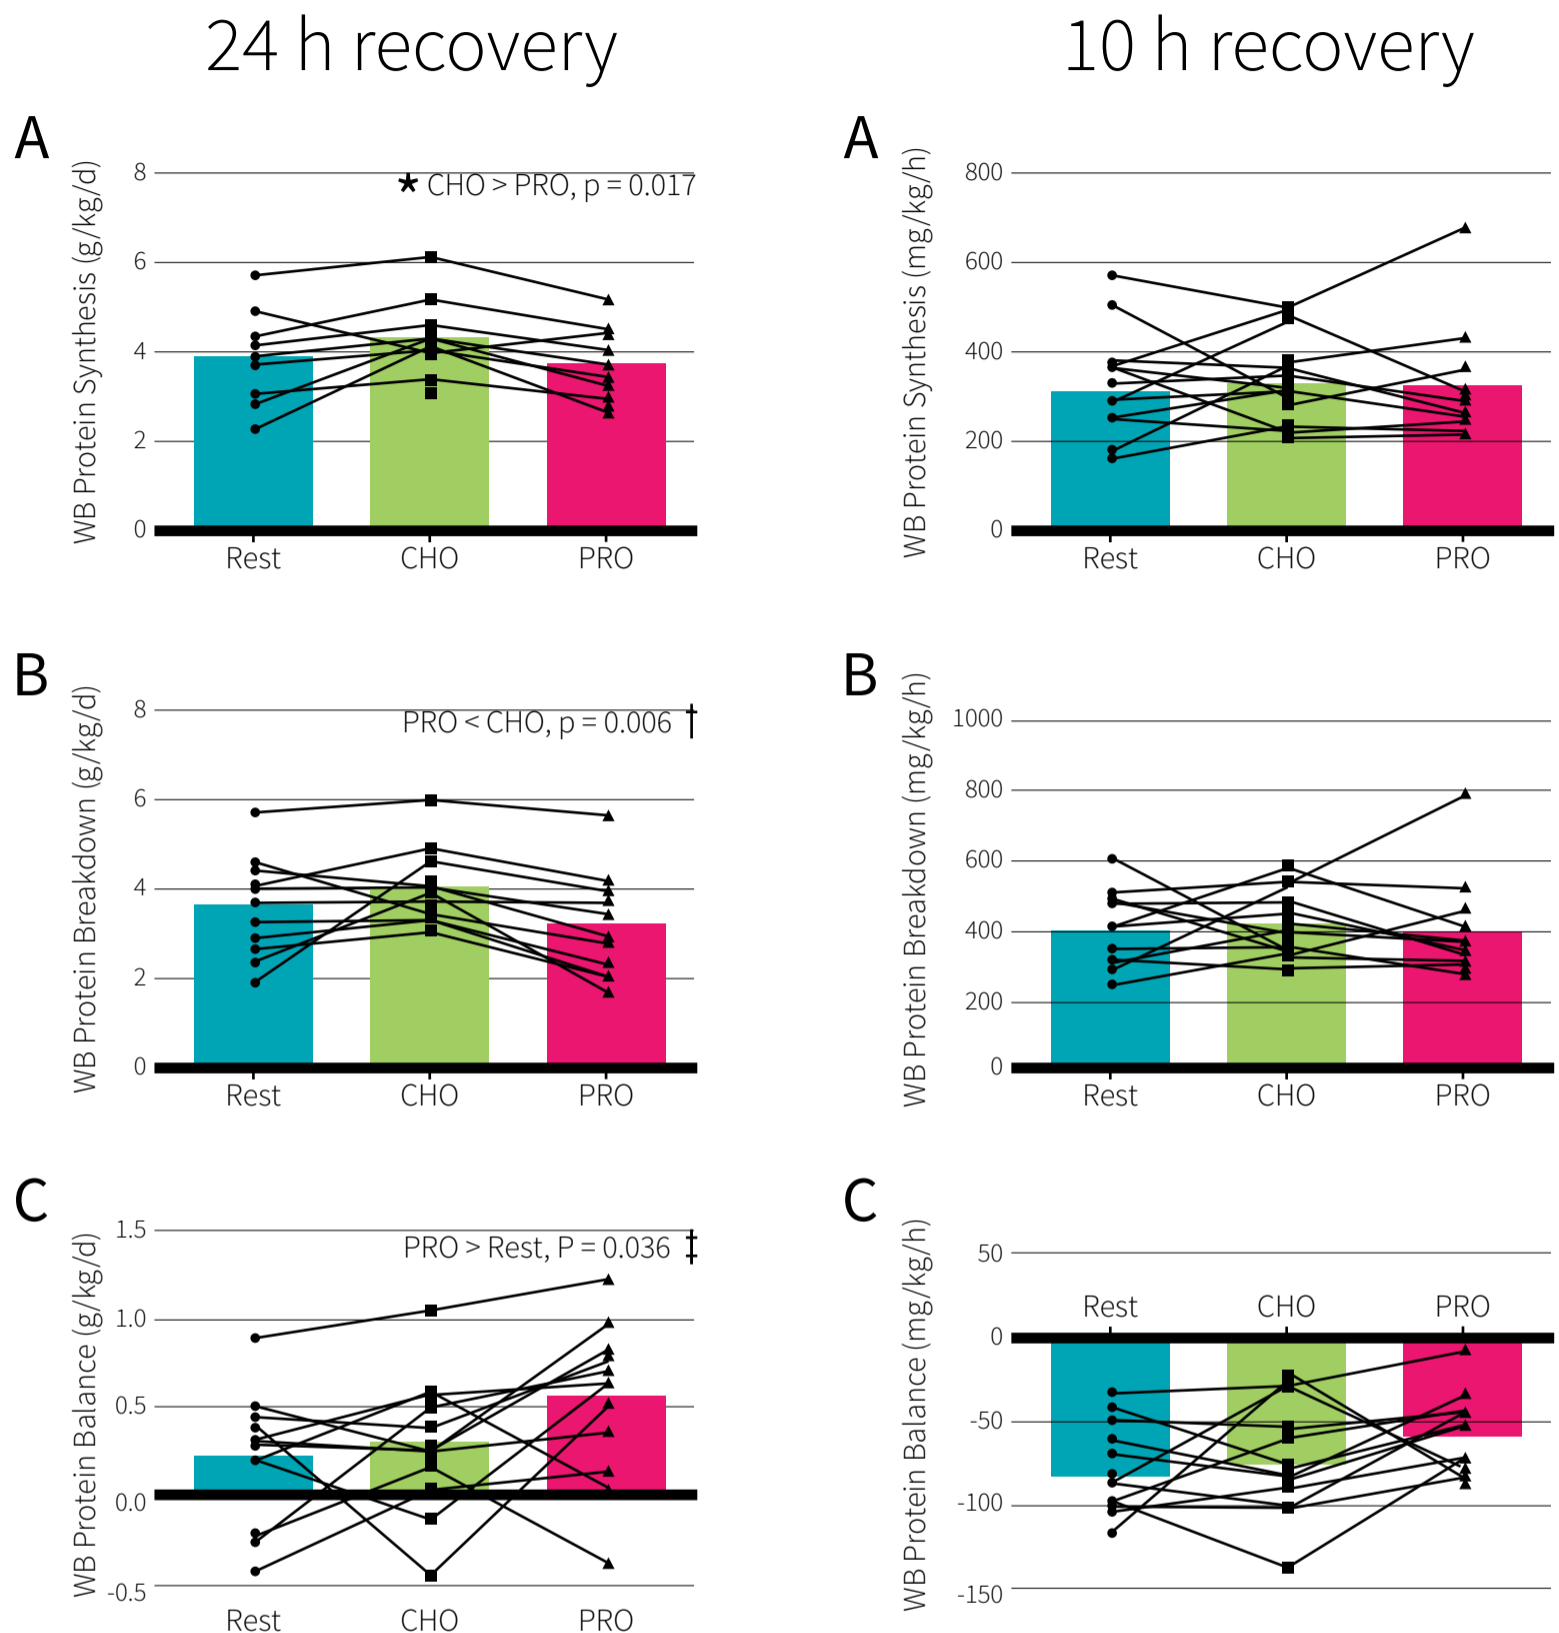 24 h recovery
10 h recovery
A
WB Protein Synthesis (g/kg/d)
8
6
4
2
0
* CHO > PRO, p = 0.017
Rest CHO PRO
A
WB Protein Synthesis (mg/kg/h)
800
600
400
200
0
Rest CHO PRO
B
WB Protein Breakdown (g/kg/d)
8
6
4
2
0
PRO < CHO, p = 0.006 †
Rest CHO PRO
B
WB Protein Breakdown (mg/kg/h)
1000
800
600
400
200
0
Rest CHO PRO
C
WB Protein Balance (g/kg/d)
1.5
1.0
0.5
0.0
-0.5
PRO > Rest, P = 0.036 ‡
Rest CHO PRO
C
WB Protein Balance (mg/kg/h)
50
0
-50
-100
-150
Rest CHO PRO